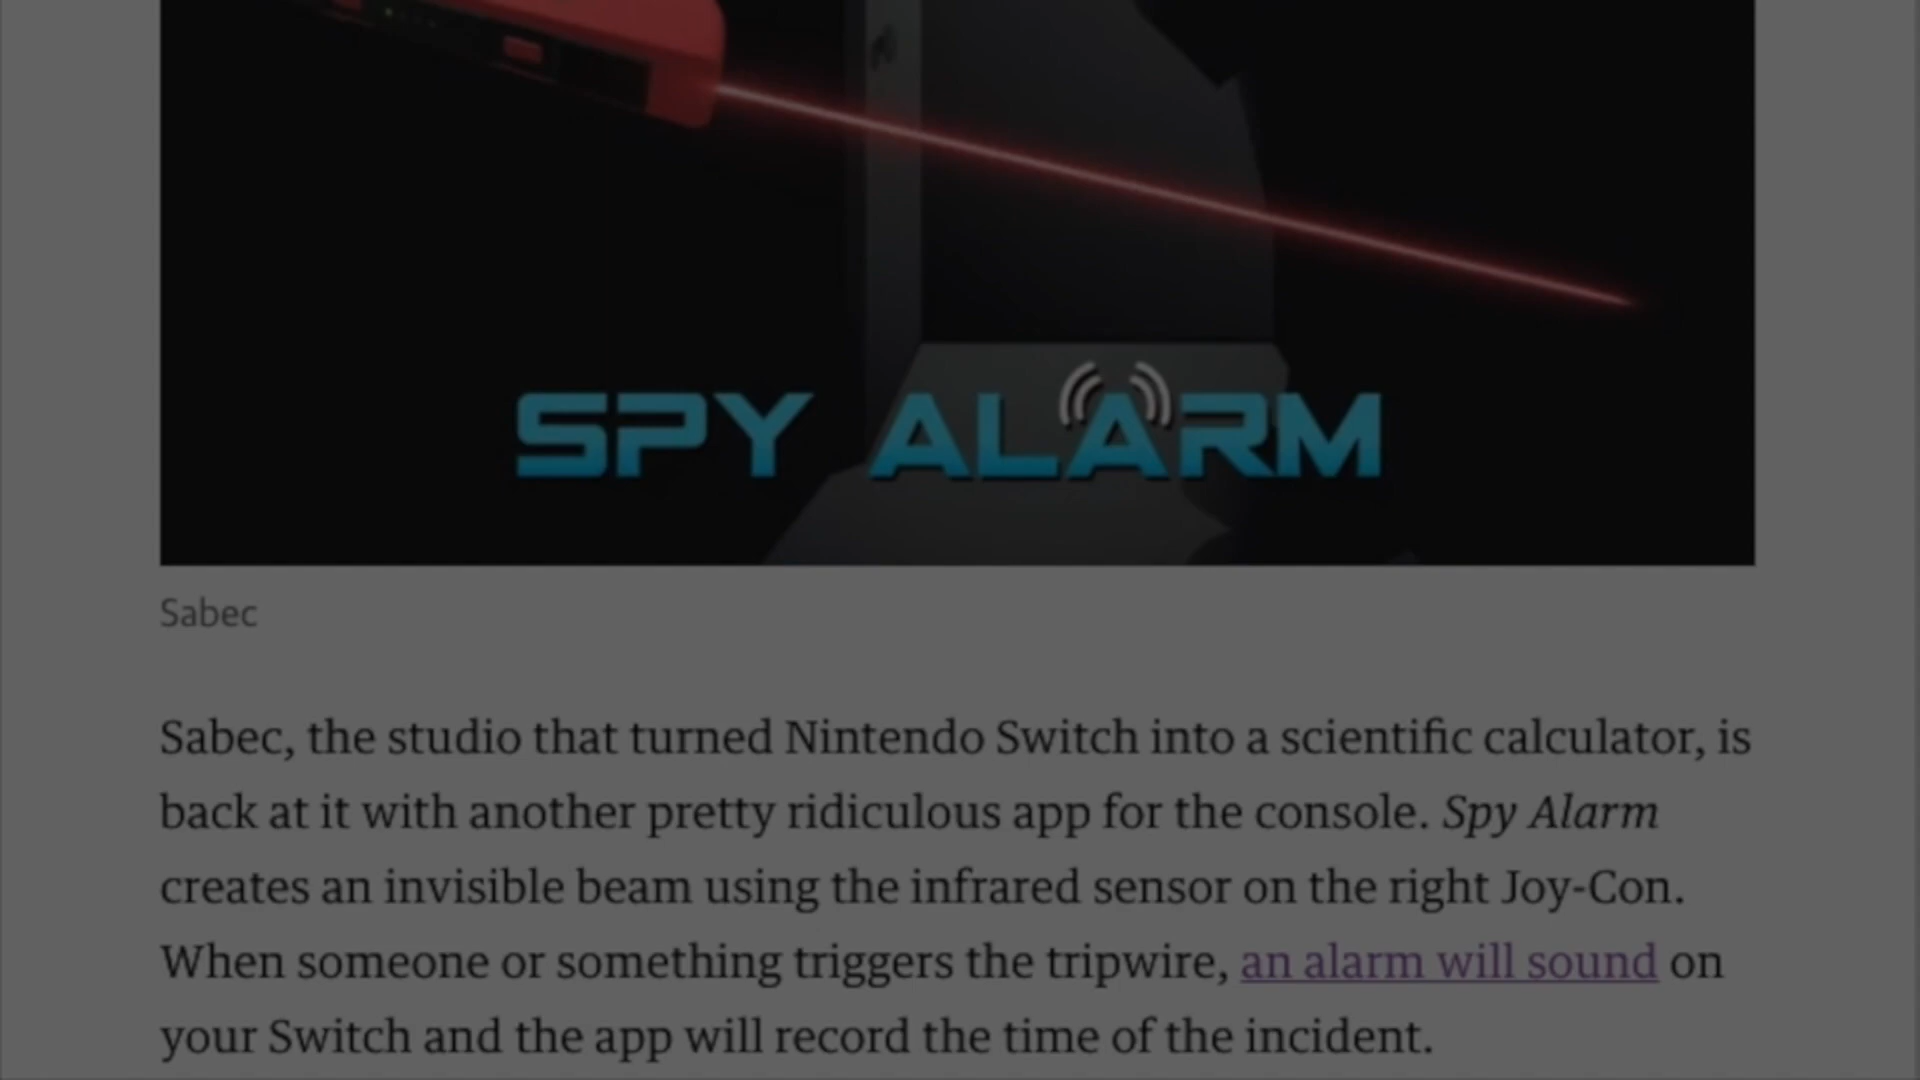 SPY ALARM
Sabec
Sabec, the studio that turned Nintendo Switch into a scientific calculator, is
back at it with another pretty ridiculous app for the console. Spy Alarm
creates an invisible beam using the infrared sensor on the right Joy-Con.
When someone or something triggers the tripwire, an alarm will sound on
your Switch and the app will record the time of the incident.